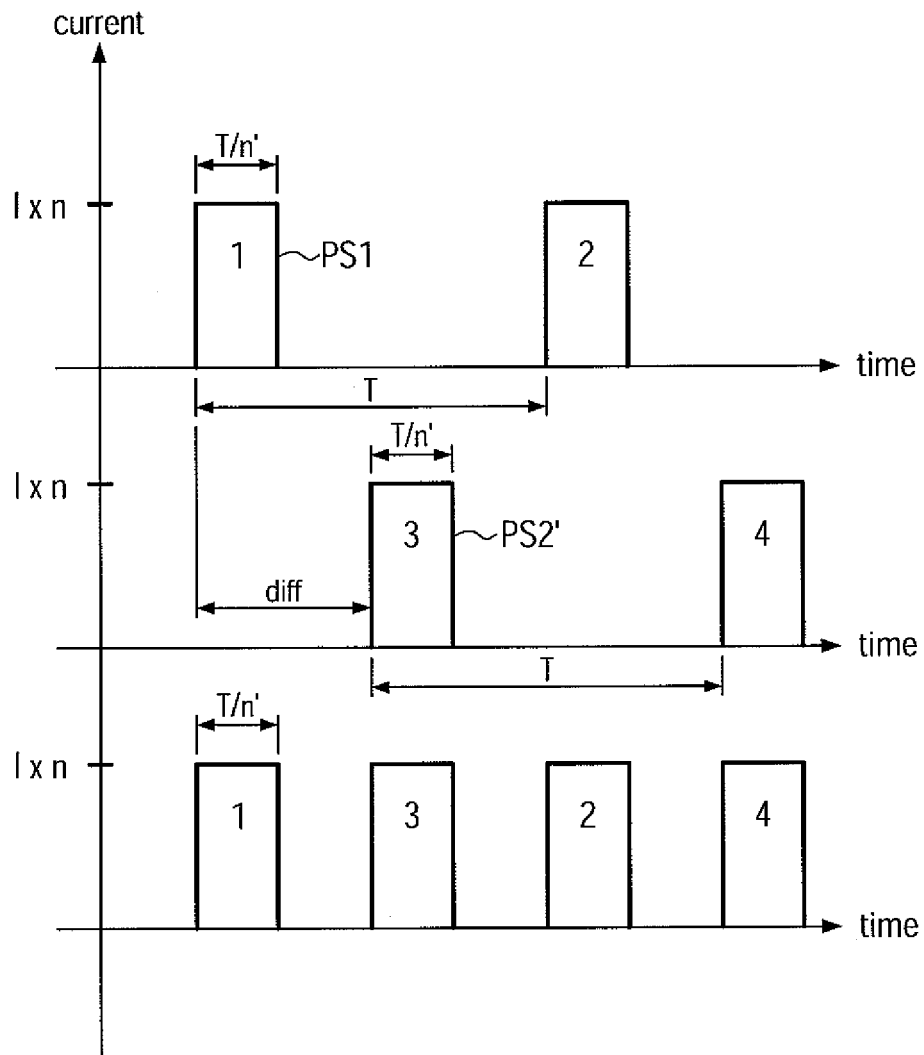 current
T/n'
I x n
1
PS1
2
time
T
T/n'
I x n
3
PS2'
4
diff
time
T
T/n'
I x n
1
3
2
4
time